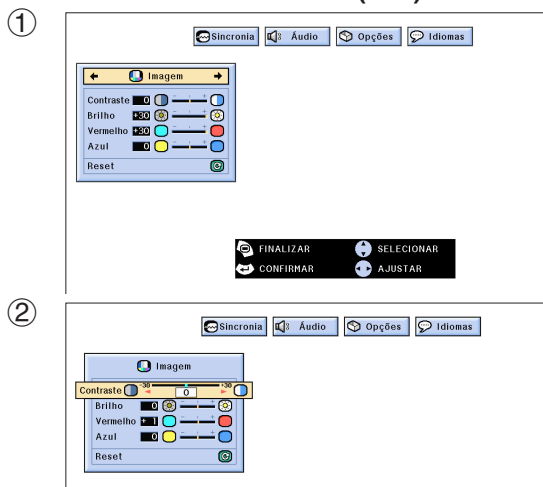 ①
Sincronia Áudio Opções Idiomas
Imagem
Contraste 0
Brilho +30
Vermelho +30
Azul 0
Reset
FINALIZAR SELECIONAR
CONFIRMAR AJUSTAR
②
Sincronia Áudio Opções Idiomas
Imagem
Contraste -30 0 +30
Brilho 0
Vermelho + 1
Azul 0
Reset